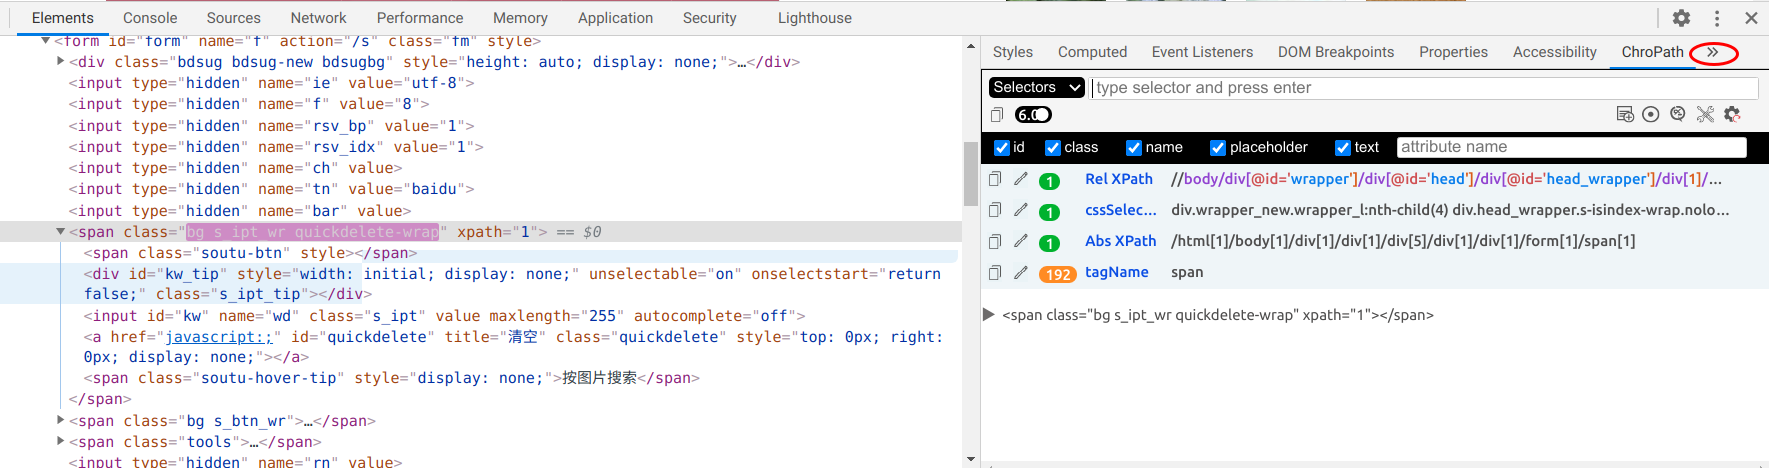 Elements Console Sources Network Performance Memory Application Security Lighthouse
<form id="form" name="f" action="/s" class="fm" style>
<div class="bdsug bdsug-new bdsugbg" style="height: auto; display: none;">…</div>
<input type="hidden" name="ie" value="utf-8">
<input type="hidden" name="f" value="8">
<input type="hidden" name="rsv_bp" value="1">
<input type="hidden" name="rsv_idx" value="1">
<input type="hidden" name="ch" value>
<input type="hidden" name="tn" value="baidu">
<input type="hidden" name="bar" value>
<span class="bg s_ipt_wr quickdelete-wrap" xpath="1"> == $0
<span class="soutu-btn" style></span>
<div id="kw_tip" style="width: initial; display: none;" unselectable="on" onselectstart="return
false;" class="s_ipt_tip"></div>
<input id="kw" name="wd" class="s_ipt" value maxlength="255" autocomplete="off">
<a href="javascript:;" id="quickdelete" title="清空" class="quickdelete" style="top: 0px; right:
0px; display: none;"></a>
<span class="soutu-hover-tip" style="display: none;">按图片搜索</span>
</span>
<span class="bg s_btn_wr">…</span>
<span class="tools">…</span>
<input type="hidden" name="rn" value>
Styles Computed Event Listeners DOM Breakpoints Properties Accessibility ChroPath »
Selectors type selector and press enter
6.0
id class name placeholder text attribute name
1 Rel XPath //body/div[@id='wrapper']/div[@id='head']/div[@id='head_wrapper']/div[1]/...
1 cssSelec... div.wrapper_new.wrapper_l:nth-child(4) div.head_wrapper.s-isindex-wrap.nolo...
1 Abs XPath /html[1]/body[1]/div[1]/div[1]/div[5]/div[1]/div[1]/form[1]/span[1]
192 tagName span
<span class="bg s_ipt_wr quickdelete-wrap" xpath="1"></span>